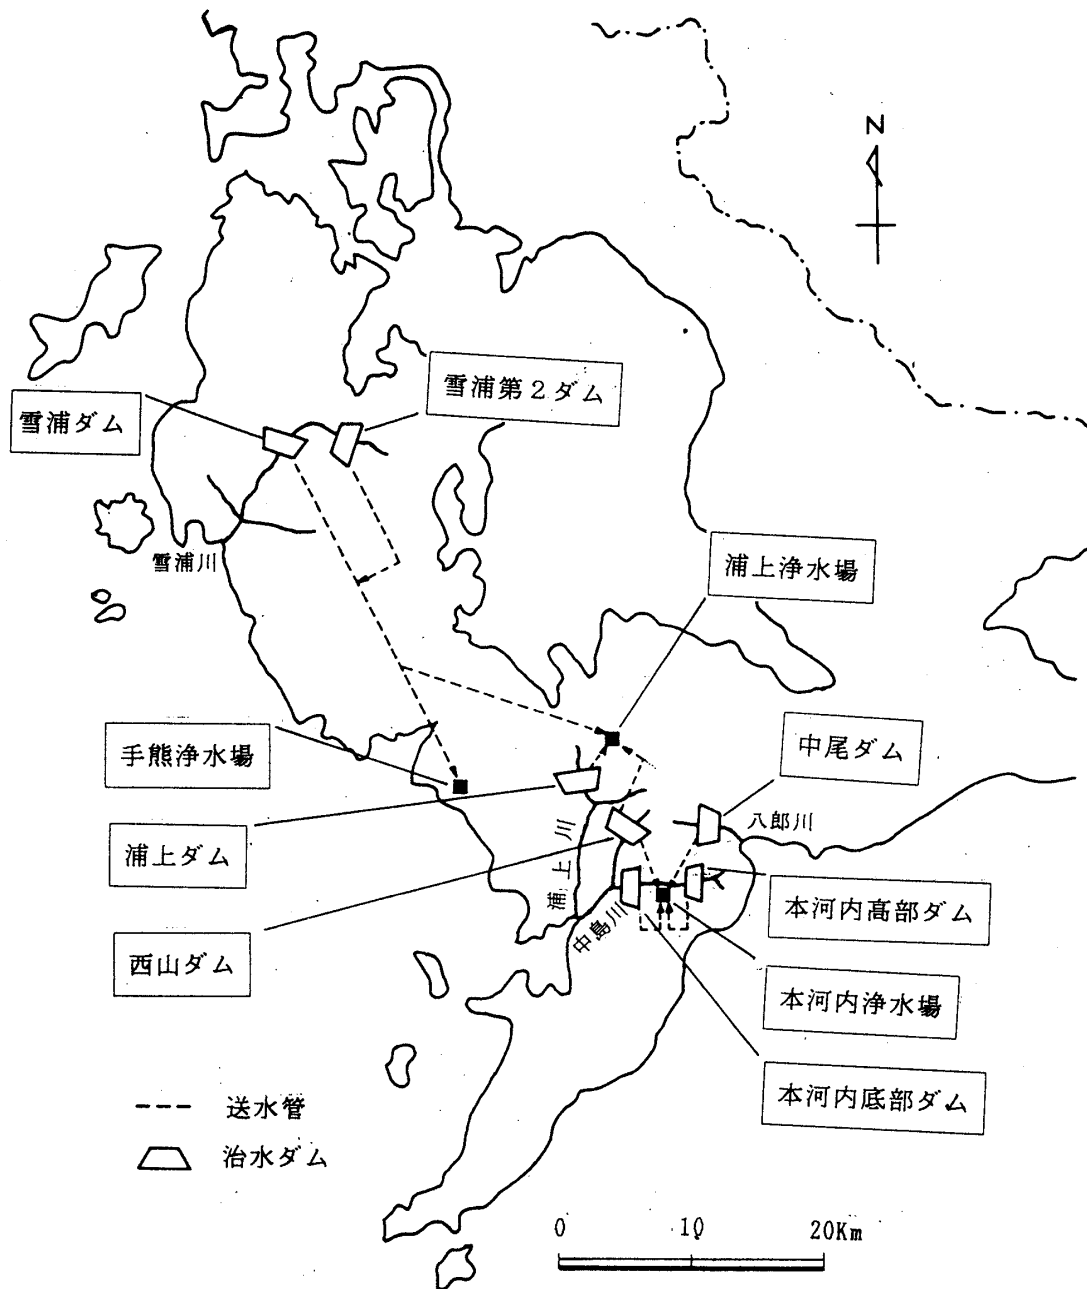 N
雪浦第２ダム
雪浦ダム
雪浦川
浦上浄水場
手熊浄水場
中尾ダム
八郎川
浦上ダム
浦上川
本河内高部ダム
中島川
西山ダム
本河内浄水場
本河内底部ダム
送水管
治水ダム
0 10 20Km